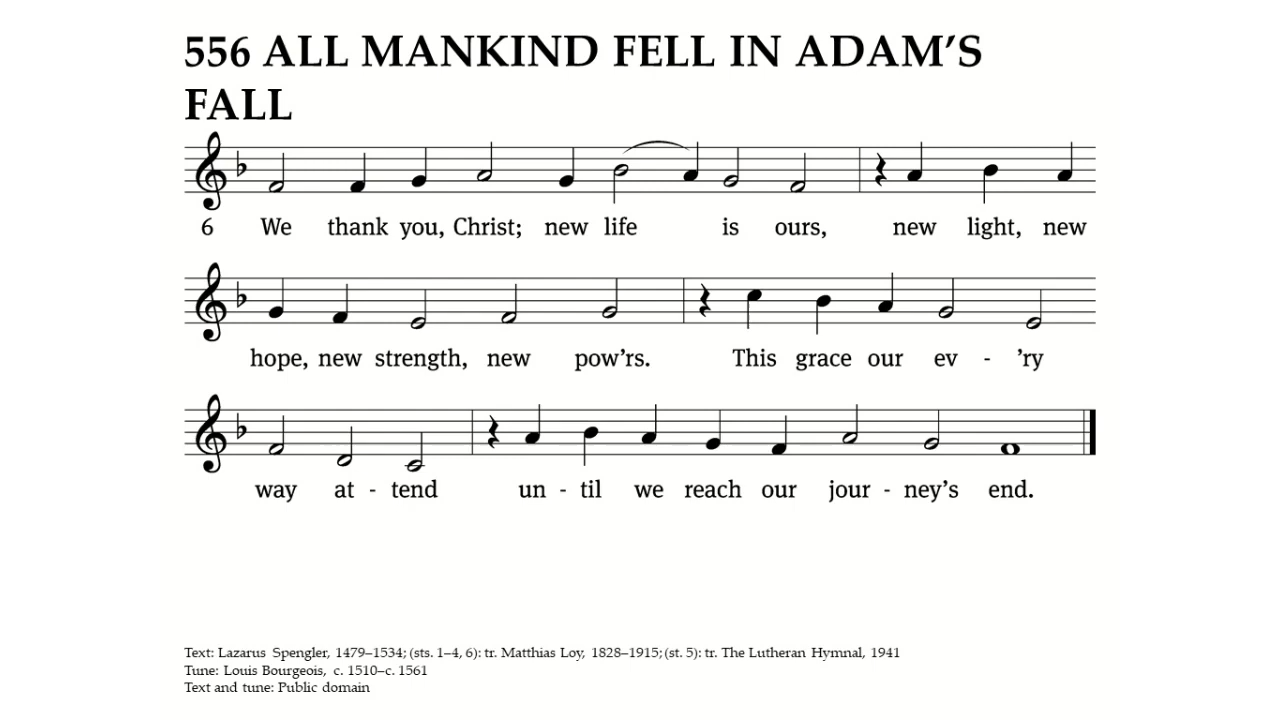 556 ALL MANKIND FELL IN ADAM’S
FALL
6 We thank you, Christ; new life is ours, new light, new
hope, new strength, new pow’rs. This grace our ev - ’ry
way at - tend un - til we reach our jour - ney’s end.
Text: Lazarus Spengler, 1479–1534; (sts. 1–4, 6): tr. Matthias Loy, 1828–1915; (st. 5): tr. The Lutheran Hymnal, 1941
Tune: Louis Bourgeois, c. 1510–c. 1561
Text and tune: Public domain